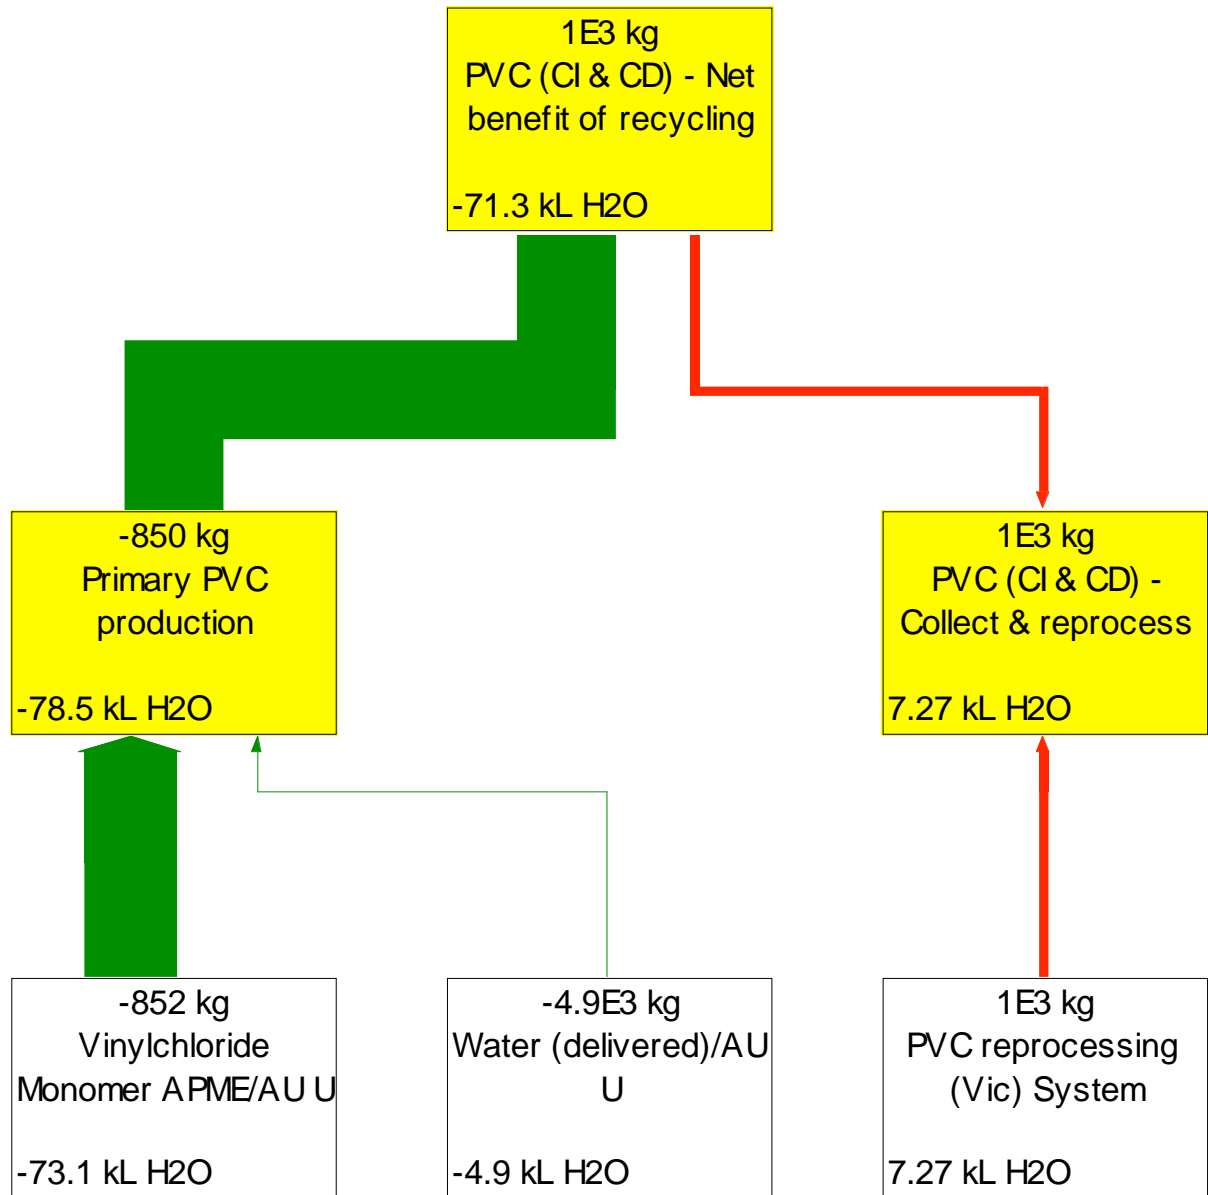 1E3 kg
PVC (CI & CD) - Net
benefit of recycling
-71.3 kL H2O
-850 kg
Primary PVC
production
-78.5 kL H2O
1E3 kg
PVC (CI & CD) -
Collect & reprocess
7.27 kL H2O
-852 kg
Vinylchloride
Monomer APME/AU U
-73.1 kL H2O
-4.9E3 kg
Water (delivered)/AU
U
-4.9 kL H2O
1E3 kg
PVC reprocessing
(Vic) System
7.27 kL H2O